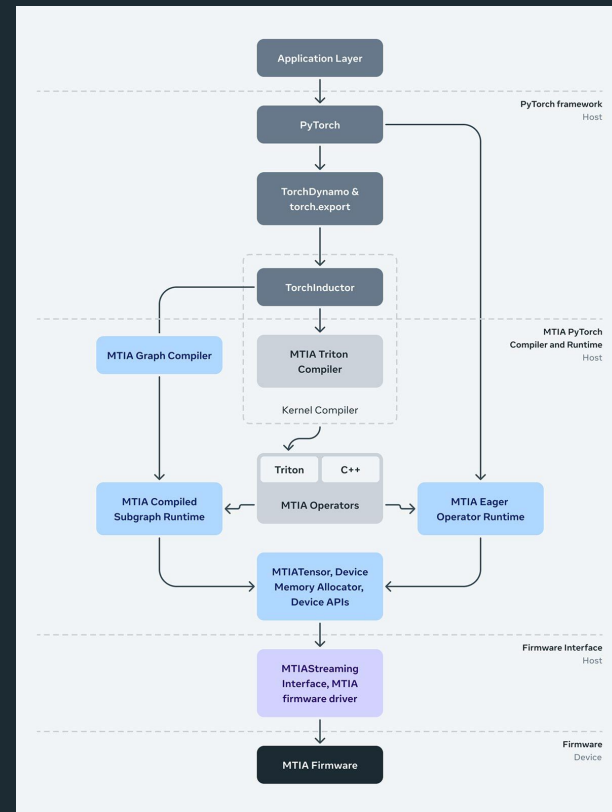 Application Layer
PyTorch framework
Host
PyTorch
TorchDynamo &
torch.export
TorchInductor
MTIA PyTorch
Compiler and Runtime
Host
MTIA Graph Compiler
MTIA Triton
Compiler
Kernel Compiler
Triton
C++
MTIA Operators
MTIA Compiled
Subgraph Runtime
MTIA Eager
Operator Runtime
MTIATensor, Device
Memory Allocator,
Device APIs
Firmware Interface
Host
MTIAStreaming
Interface, MTIA
firmware driver
Firmware
Device
MTIA Firmware